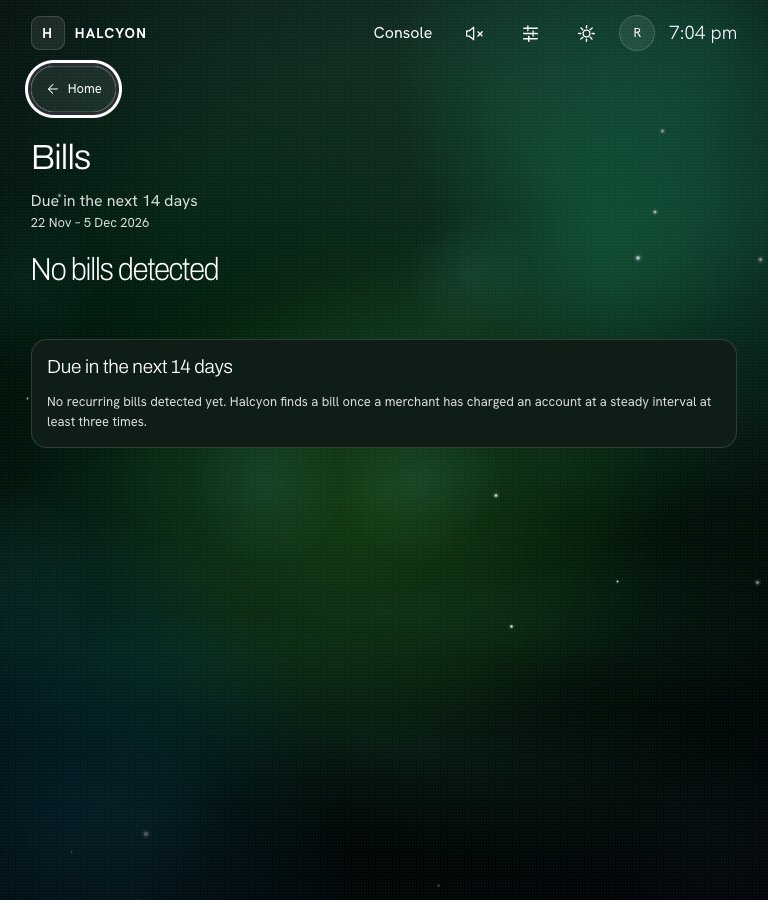 H HALCYON Console R 7:04 pm
Home
Bills
Due in the next 14 days
22 Nov – 5 Dec 2026
No bills detected
Due in the next 14 days
No recurring bills detected yet. Halcyon finds a bill once a merchant has charged an account at a steady interval at
least three times.